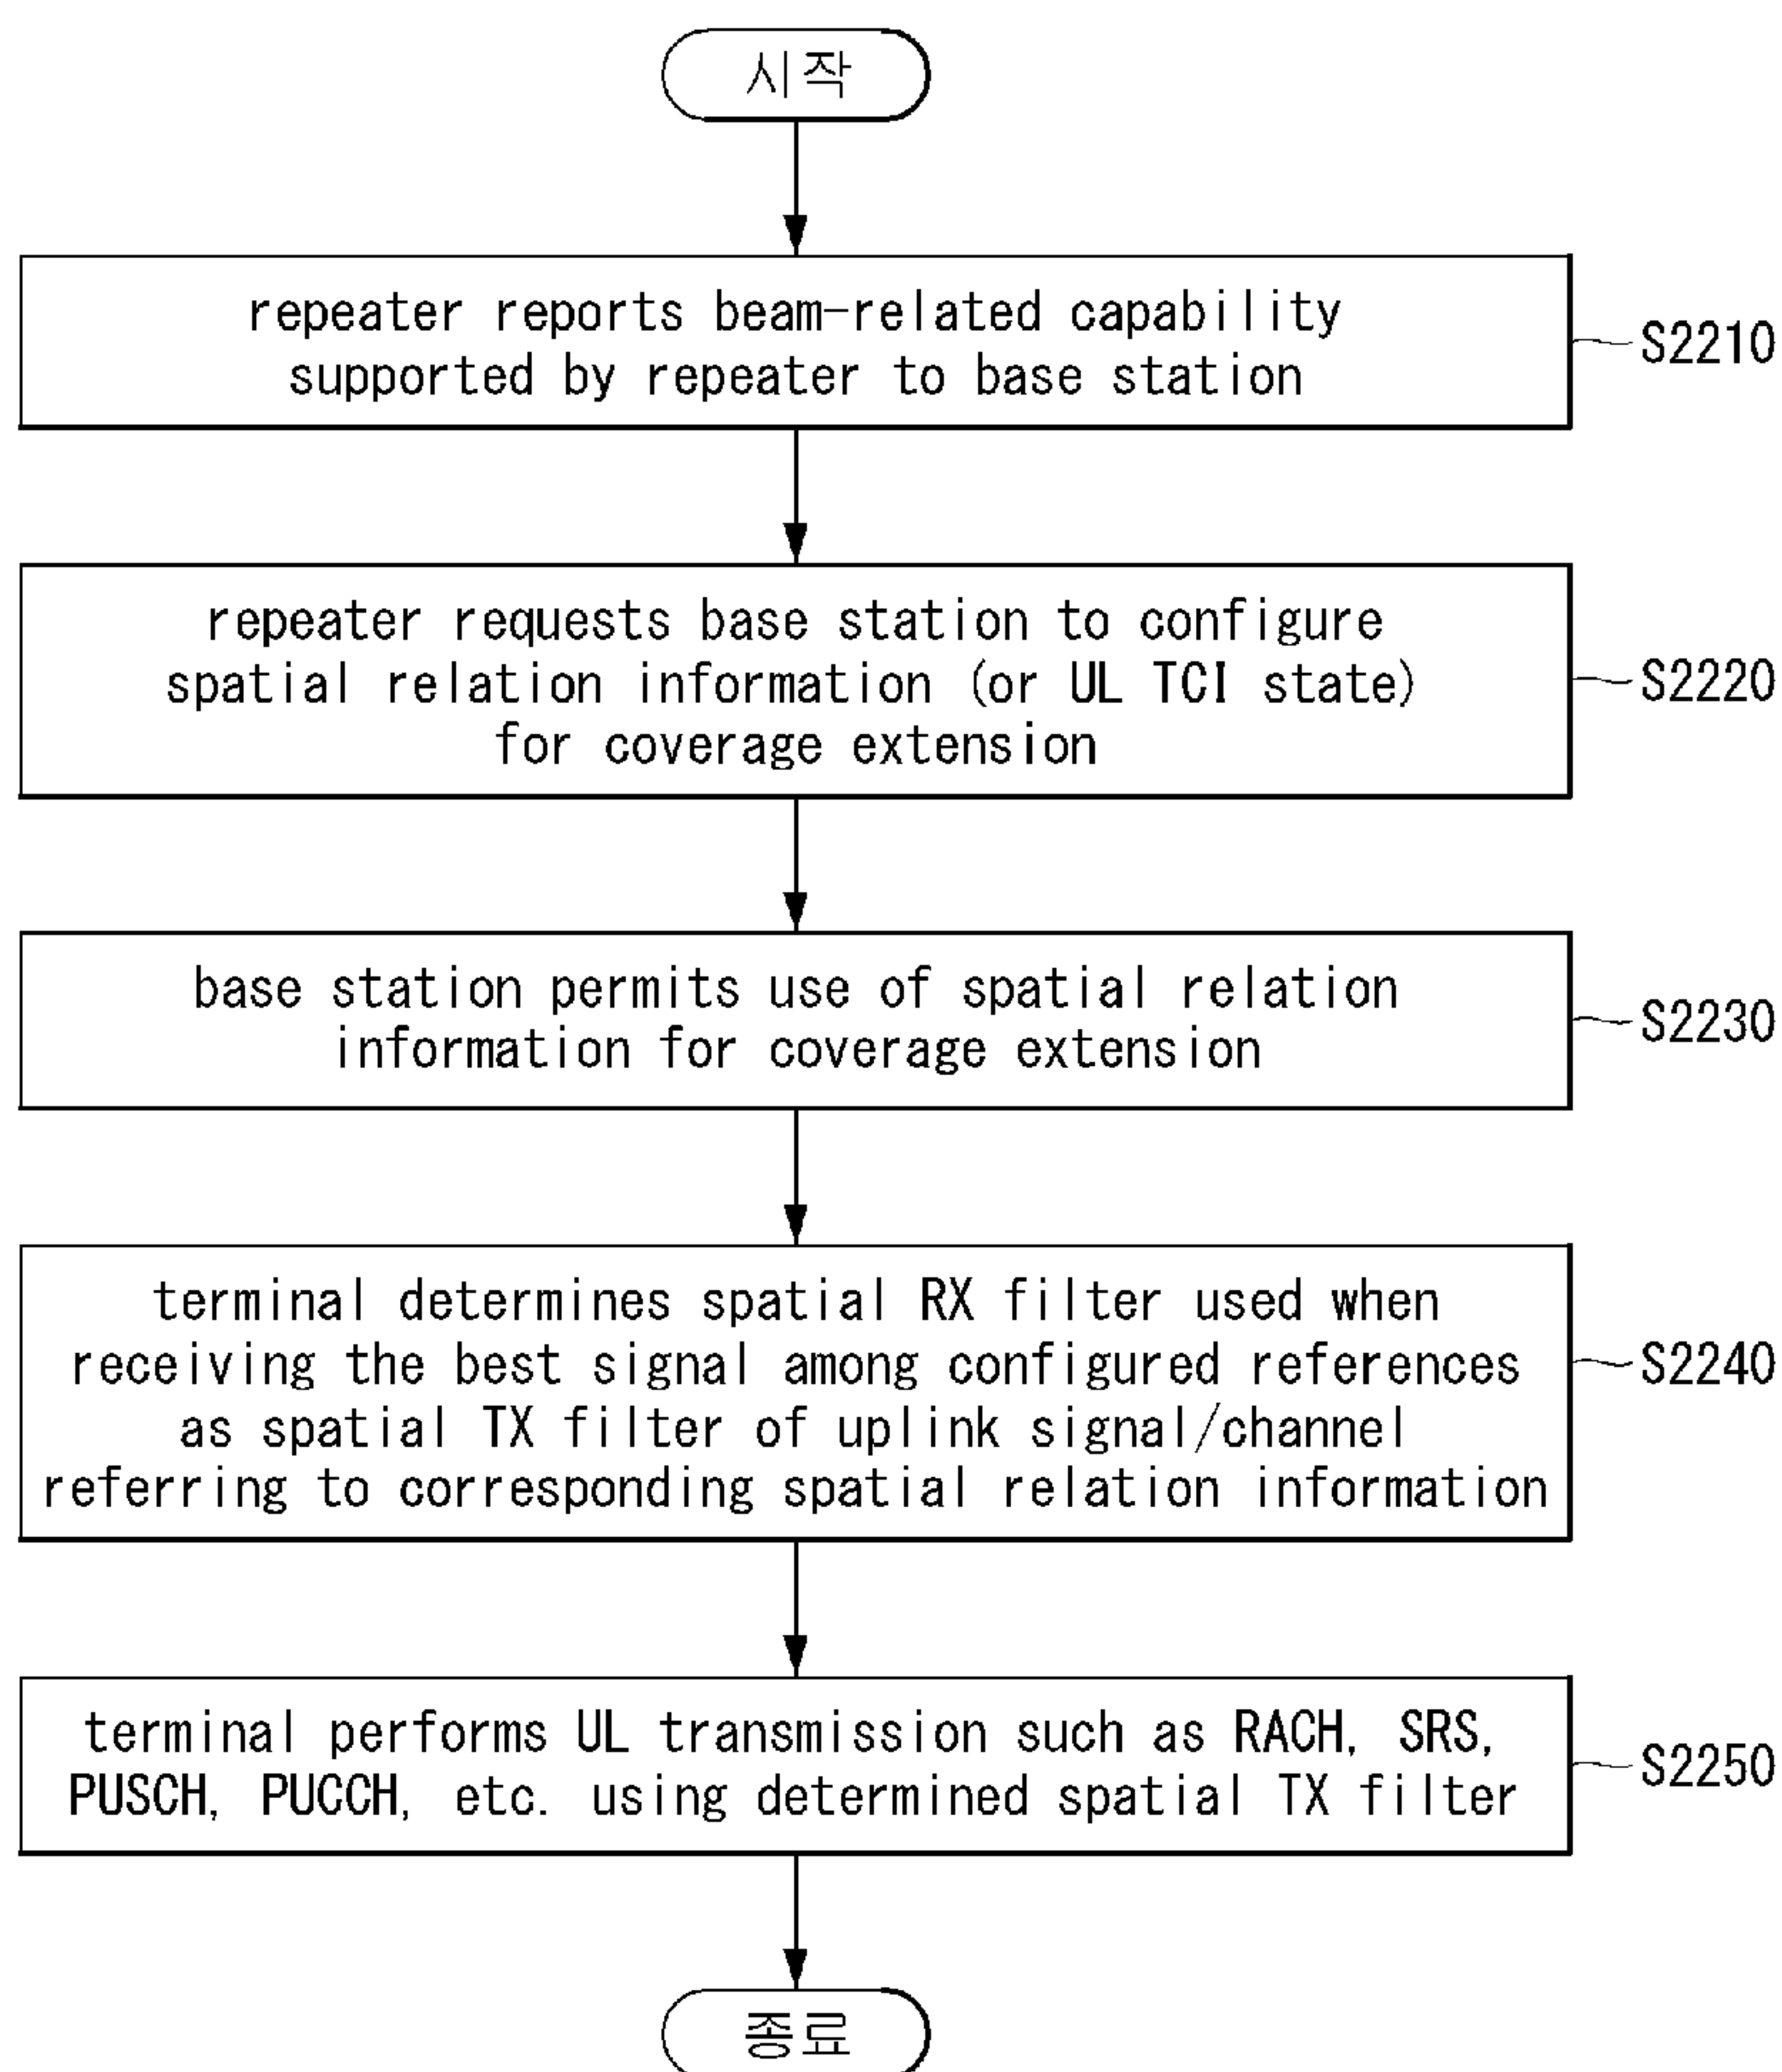 시작
repeater reports beam-related capability
supported by repeater to base station
S2210
repeater requests base station to configure
spatial relation information (or UL TCI state)
for coverage extension
S2220
base station permits use of spatial relation
information for coverage extension
S2230
terminal determines spatial RX filter used when
receiving the best signal among configured references
as spatial TX filter of uplink signal/channel
referring to corresponding spatial relation information
S2240
terminal performs UL transmission such as RACH, SRS,
PUSCH, PUCCH, etc. using determined spatial TX filter
S2250
종료